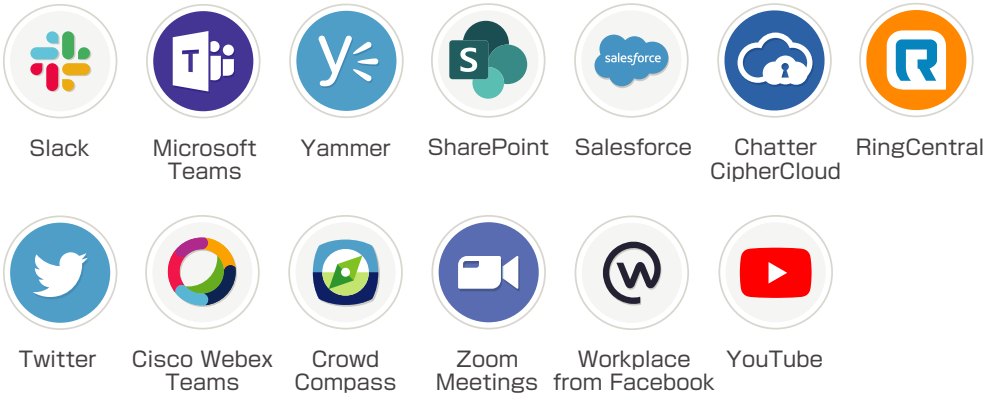 T
y
S
salesforce
Slack
Microsoft
Teams
Yammer
SharePoint
Salesforce
Chatter
CipherCloud
RingCentral
Twitter
Cisco Webex
Teams
Crowd
Compass
Zoom
Meetings
Workplace
from Facebook
YouTube